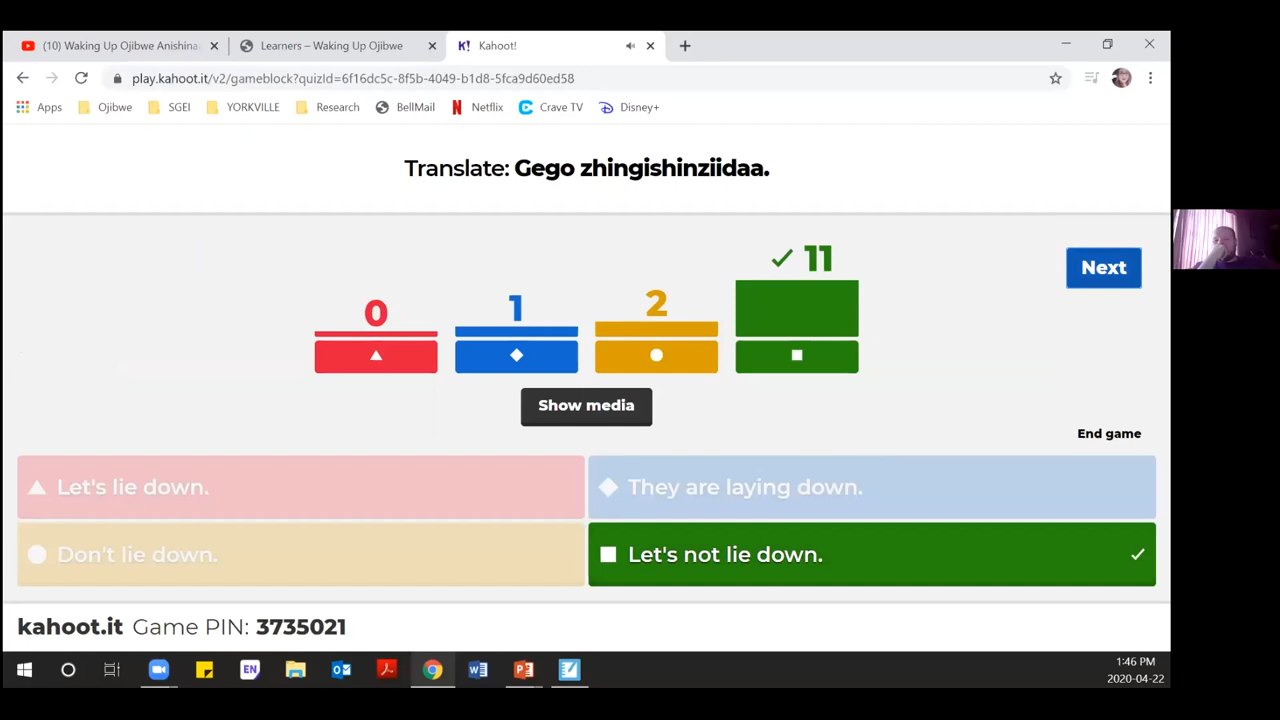 (10) Waking Up Ojibwe Anishina
Learners – Waking Up Ojibwe
K! Kahoot!
play.kahoot.it/v2/gameblock?quizId=6f16dc5c-8f5b-4049-b1d8-5fca9d60ed58
Apps Ojibwe SGEI YORKVILLE Research BellMail Netflix Crave TV Disney+
Translate: Gego zhingishinziidaa.
0 1 2 11
Next
Show media
End game
Let's lie down.
They are laying down.
Don't lie down.
Let's not lie down.
kahoot.it Game PIN: 3735021
EN
1:46 PM
2020-04-22